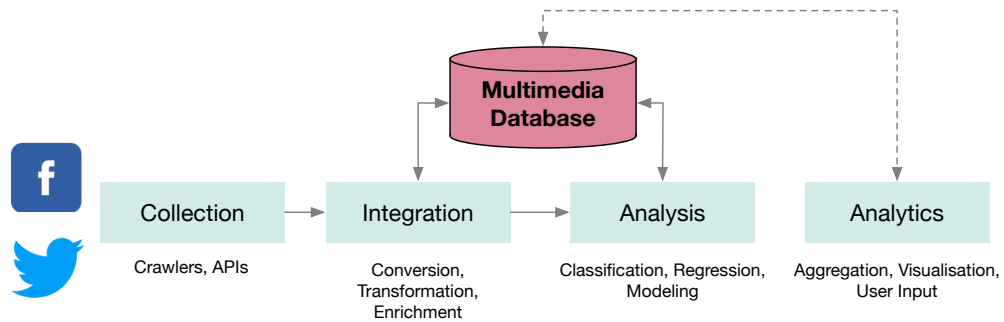 Multimedia
Database
f
Collection
Integration
Analysis
Analytics
Crawlers, APIs
Conversion,
Transformation,
Enrichment
Classification, Regression,
Modeling
Aggregation, Visualisation,
User Input